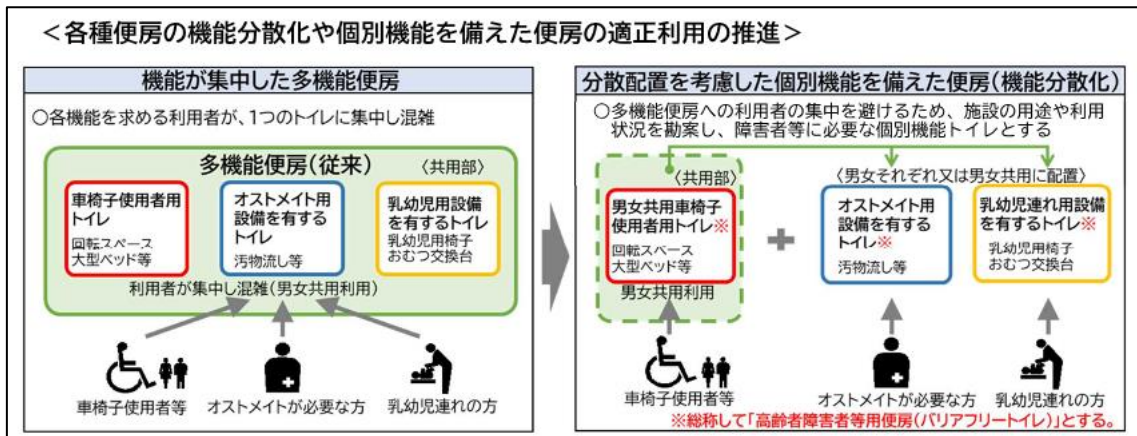 <各種便房の機能分散化や個別機能を備えた便房の適正利用の推進>
機能が集中した多機能便房
○各機能を求める利用者が、1つのトイレに集中し混雑
多機能便房(従来)
〈共用部〉
車椅子使用者用
トイレ
回転スペース
大型ベッド等
オストメイト用
設備を有する
トイレ
汚物流し等
乳幼児用設備
を有するトイレ
乳幼児用椅子
おむつ交換台
利用者が集中し混雑(男女共用利用)
車椅子使用者等
オストメイトが必要な方
乳幼児連れの方
分散配置を考慮した個別機能を備えた便房(機能分散化)
○多機能便房への利用者の集中を避けるため、施設の用途や利用
状況を勘案し、障害者等に必要な個別機能トイレとする
〈共用部〉
男女共用車椅子
使用者用トイレ※
回転スペース
大型ベッド等
男女共用利用
〈男女それぞれ又は男女共用に配置〉
オストメイト用
設備を有する
トイレ※
汚物流し等
乳幼児連れ用設備
を有するトイレ※
乳幼児用椅子
おむつ交換台
車椅子使用者等
オストメイトが必要な方
乳幼児連れの方
※総称して「高齢者障害者等用便房(バリアフリートイレ)」とする。